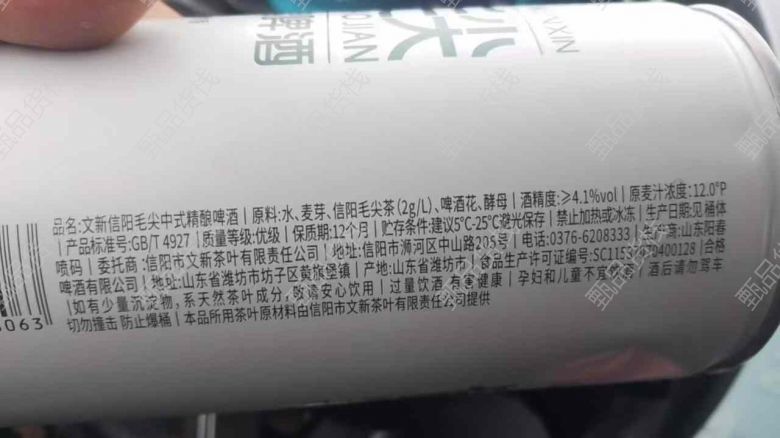 啤酒
JIAN
尖
XIN
品名:文新信阳毛尖中式精酿啤酒 | 原料:水、麦芽、信阳毛尖茶(2g/L)、啤酒花、酵母 | 酒精度:≥4.1%vol | 原麦汁浓度:12.0°P
| 产品标准号:GB/T 4927 | 质量等级:优级 | 保质期:12个月 | 贮存条件:建议5°C-25°C避光保存 | 禁止加热或冰冻 | 生产日期:见桶体
喷码 | 委托商:信阳市文新茶叶有限责任公司 | 地址:信阳市浉河区中山路205号 | 电话:0376-6208333 | 生产商:山东阳春
啤酒有限公司 | 地址:山东省潍坊市坊子区黄旗堡镇 | 产地:山东省潍坊市 | 食品生产许可证编号: | 合格
如有少量沉淀物,系天然茶叶成分,敬请安心饮用 | 过量饮酒 有害健康 | 孕妇和儿童不宜饮酒 | 酒后请勿驾车
切勿撞击 防止爆桶 | 本品所用茶叶原材料由信阳市文新茶叶有限责任公司提供
063
甄品货栈